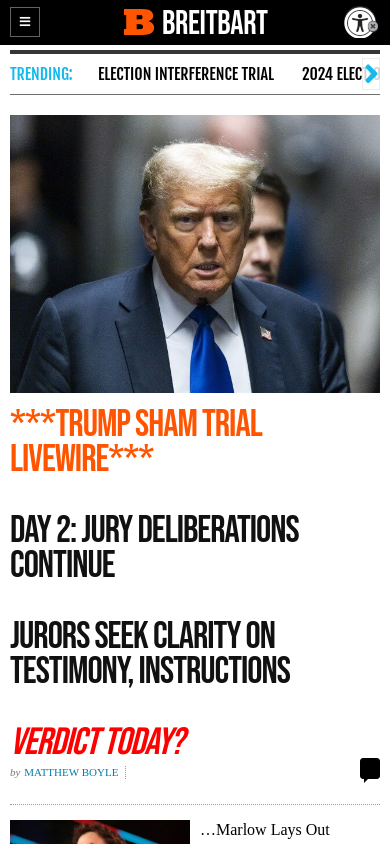 BREITBART
TRENDING:
ELECTION INTERFERENCE TRIAL
2024 ELEC
***TRUMP SHAM TRIAL
LIVEWIRE***
DAY 2: JURY DELIBERATIONS
CONTINUE
JURORS SEEK CLARITY ON
TESTIMONY, INSTRUCTIONS
VERDICT TODAY?
by MATTHEW BOYLE
…Marlow Lays Out